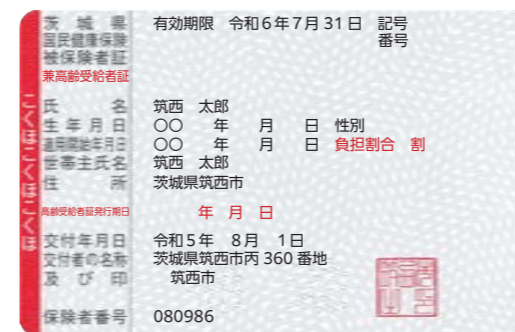 茨城県 有効期限 令和6年7月31日 記号
国民健康保険 番号
被保険者証
兼高齢受給者証
こくほこくほこくほ
氏名 筑西 太郎
生年月日 〇〇 年 月 日 性別
適用開始年月日 〇〇 年 月 日 負担割合 割
世帯主氏名 筑西 太郎
住所 茨城県筑西市
高齢受給者証発行期日 年 月 日
交付年月日 令和5年 8月 1日
交付者の名称 茨城県筑西市丙360番地
及び印 筑西市
保険者番号 080986